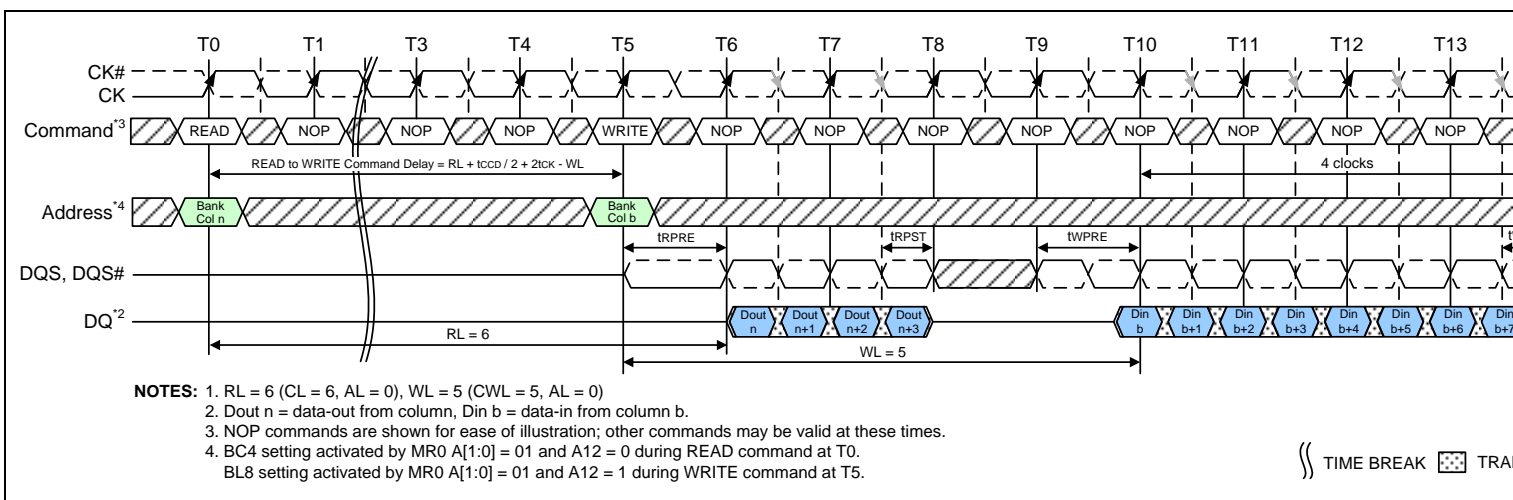 T0 T1 T3 T4 T5 T6 T7 T8 T9 T10 T11 T12 T13
CK#
CK
Command*3 READ NOP NOP NOP WRITE NOP NOP NOP NOP NOP NOP NOP NOP
READ to WRITE Command Delay = RL + tCCD / 2 + 2tCK - WL
4 clocks
Address*4 Bank Col n Bank Col b
tRPRE tRPST tWPRE
DQS, DQS#
DQ*2 Dout n Dout n+1 Dout n+2 Dout n+3 Din b Din b+1 Din b+2 Din b+3 Din b+4 Din b+5 Din b+6 Din b+7
RL = 6
WL = 5
NOTES: 1. RL = 6 (CL = 6, AL = 0), WL = 5 (CWL = 5, AL = 0)
2. Dout n = data-out from column, Din b = data-in from column b.
3. NOP commands are shown for ease of illustration; other commands may be valid at these times.
4. BC4 setting activated by MR0 A[1:0] = 01 and A12 = 0 during READ command at T0.
BL8 setting activated by MR0 A[1:0] = 01 and A12 = 1 during WRITE command at T5.
TIME BREAK